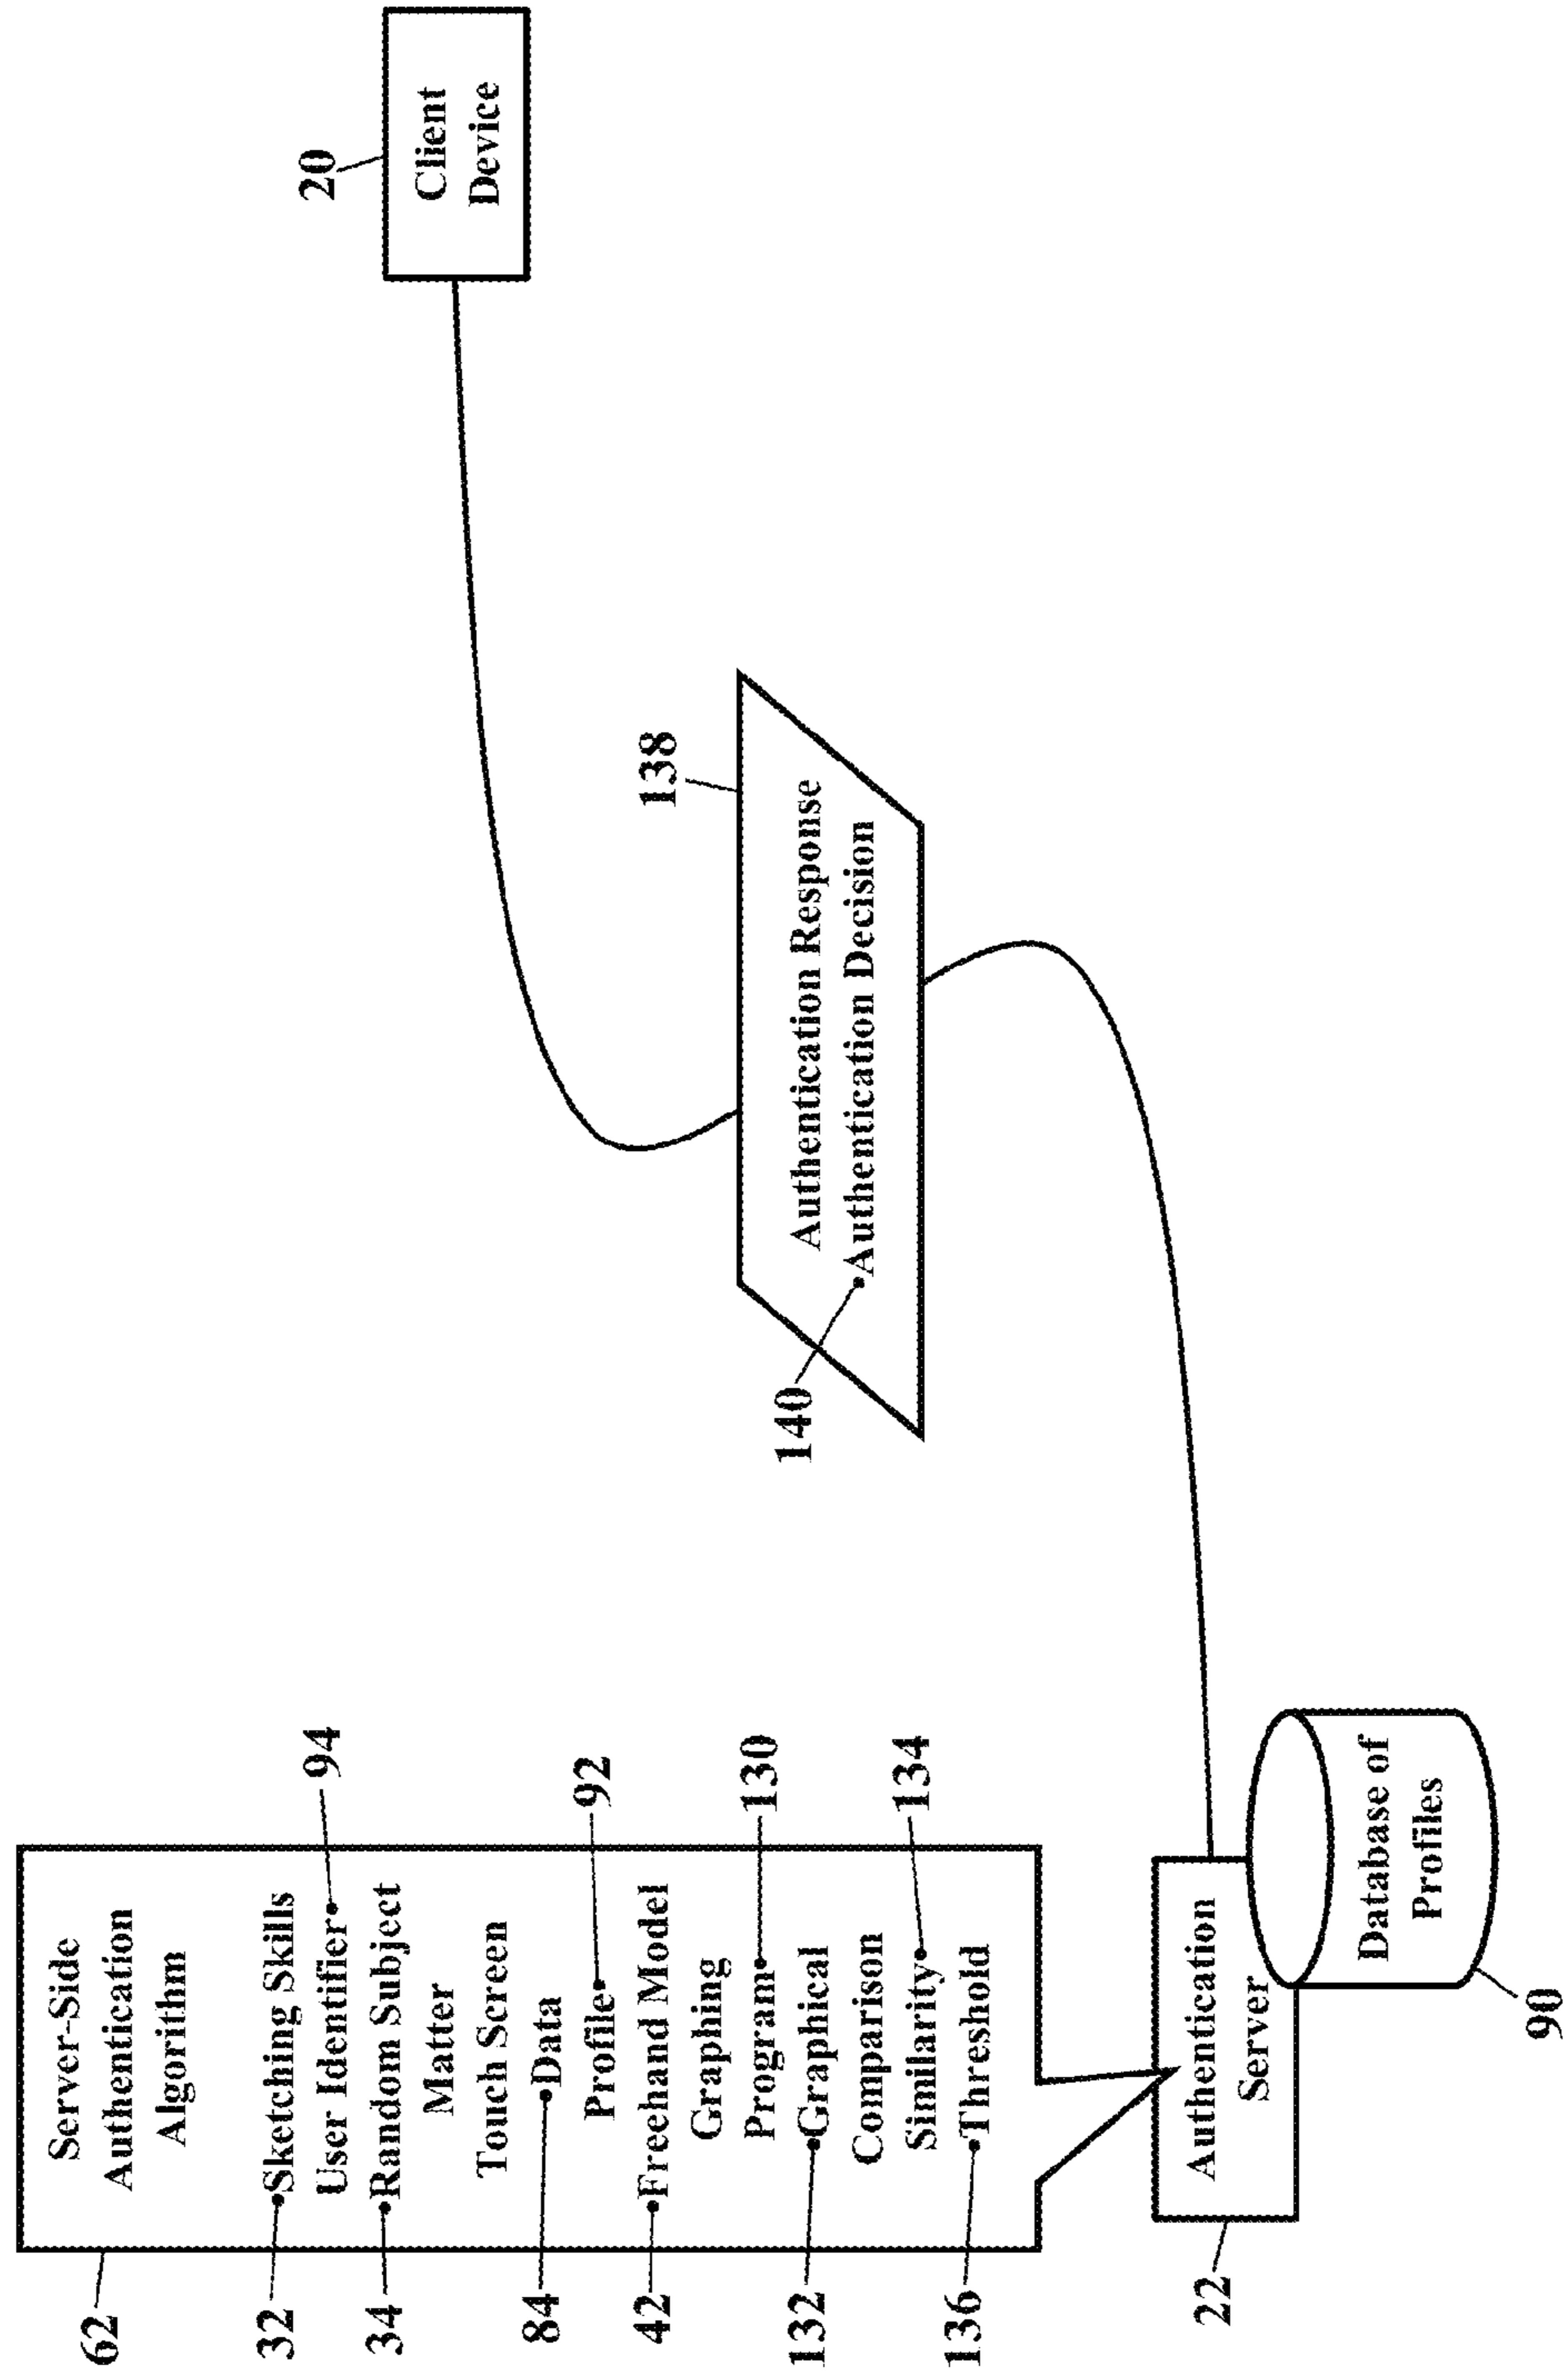 62
Server-Side
Authentication
Algorithm
32
Sketching Skills
User Identifier
94
34
Random Subject
Matter
Touch Screen
84
Data
Profile
92
42
Freehand Model
Graphing
Program
130
132
Graphical
Comparison
Similarity
134
136
Threshold
22
Authentication
Server
Database of
Profiles
90
138
Authentication Response
140
Authentication Decision
20
Client
Device